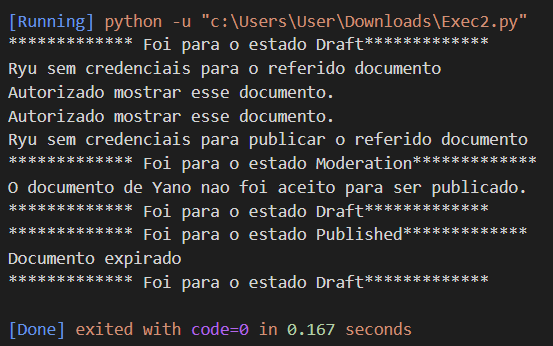 [Running] python -u "c:\Users\User\Downloads\Exec2.py"
************* Foi para o estado Draft*************
Ryu sem credenciais para o referido documento
Autorizado mostrar esse documento.
Autorizado mostrar esse documento.
Ryu sem credenciais para publicar o referido documento
************* Foi para o estado Moderation*************
O documento de Yano nao foi aceito para ser publicado.
************* Foi para o estado Draft*************
************* Foi para o estado Published*************
Documento expirado
************* Foi para o estado Draft*************
[Done] exited with code=0 in 0.167 seconds